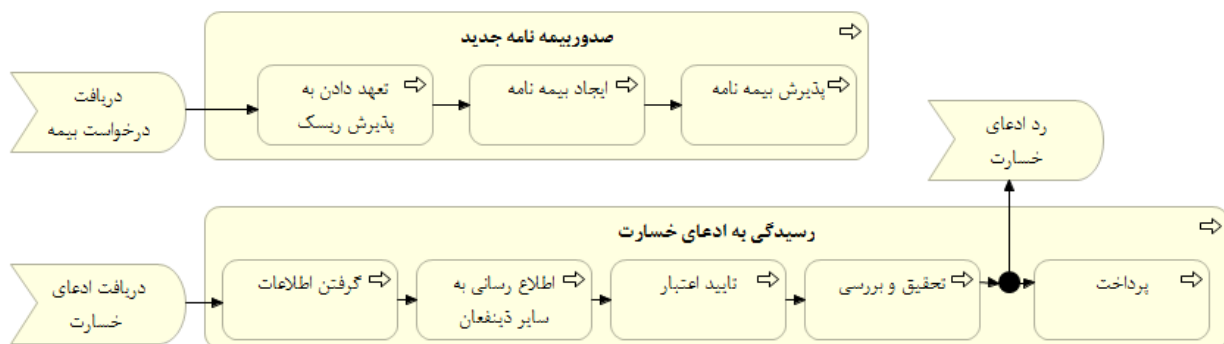 صدوربیمه نامه جدید
دریافت
درخواست بیمه
تعهد دادن به
پذیرش ریسک
ایجاد بیمه نامه
پذیرش بیمه نامه
رد ادعای
خسارت
رسیدگی به ادعای خسارت
دریافت ادعای
خسارت
گرفتن اطلاعات
اطلاع رسانی به
سایر ذینفعان
تایید اعتبار
تحقیق و بررسی
پرداخت